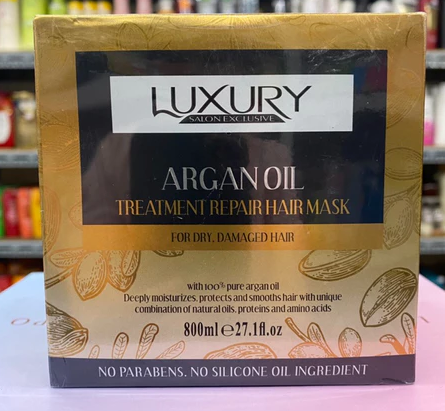 LUXURY
SALON EXCLUSIVE
ARGAN OIL
TREATMENT REPAIR HAIR MASK
FOR DRY, DAMAGED HAIR
with 100% pure argan oil
Deeply moisturizes, protects and smooths hair with unique
combination of natural oils, proteins and amino acids
800ml ℮27.1fl.oz
NO PARABENS. NO SILICONE OIL INGREDIENT